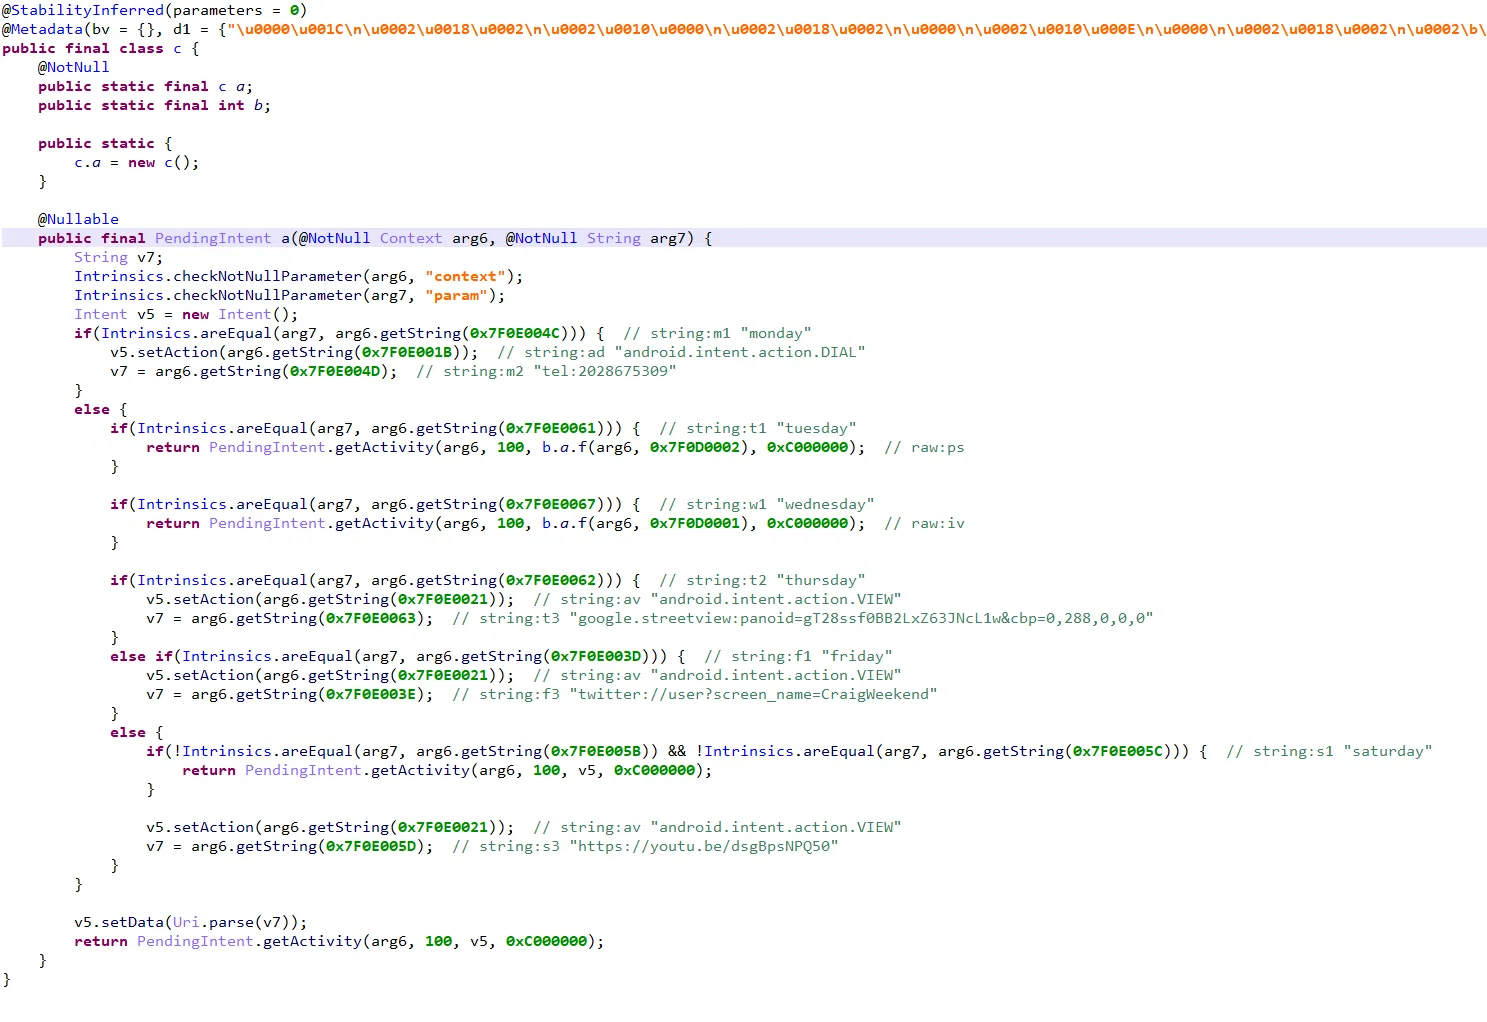 @StabilityInferred(parameters = 0)
@Metadata(bv = {}, d1 = {"\u0000\u001C\n\u0002\u0018\u0002\n\u0002\u0010\u0000\n\u0002\u0018\u0002\n\u0000\n\u0002\u0010\u000E\n\u0000\n\u0002\u0018\u0002\n\u0002\b\
public final class c {
@NotNull
public static final c a;
public static final int b;
public static {
c.a = new c();
}
@Nullable
public final PendingIntent a(@NotNull Context arg6, @NotNull String arg7) {
String v7;
Intrinsics.checkNotNullParameter(arg6, "context");
Intrinsics.checkNotNullParameter(arg7, "param");
Intent v5 = new Intent();
if(Intrinsics.areEqual(arg7, arg6.getString(0x7F0E004C))) {  // string:m1 "monday"
v5.setAction(arg6.getString(0x7F0E001B));  // string:ad "android.intent.action.DIAL"
v7 = arg6.getString(0x7F0E004D);  // string:m2 "tel:2028675309"
}
else {
if(Intrinsics.areEqual(arg7, arg6.getString(0x7F0E0061))) {  // string:t1 "tuesday"
return PendingIntent.getActivity(arg6, 100, b.a.f(arg6, 0x7F0D0002), 0xC000000);  // raw:ps
}
if(Intrinsics.areEqual(arg7, arg6.getString(0x7F0E0067))) {  // string:w1 "wednesday"
return PendingIntent.getActivity(arg6, 100, b.a.f(arg6, 0x7F0D0001), 0xC000000);  // raw:iv
}
if(Intrinsics.areEqual(arg7, arg6.getString(0x7F0E0062))) {  // string:t2 "thursday"
v5.setAction(arg6.getString(0x7F0E0021));  // string:av "android.intent.action.VIEW"
v7 = arg6.getString(0x7F0E0063);  // string:t3 "google.streetview:panoid=gT28ssf0BB2LxZ63JNcL1w&cbp=0,288,0,0,0"
}
else if(Intrinsics.areEqual(arg7, arg6.getString(0x7F0E003D))) {  // string:f1 "friday"
v5.setAction(arg6.getString(0x7F0E0021));  // string:av "android.intent.action.VIEW"
v7 = arg6.getString(0x7F0E003E);  // string:f3 "twitter://user?screen_name=CraigWeekend"
}
else {
if(!Intrinsics.areEqual(arg7, arg6.getString(0x7F0E005B)) && !Intrinsics.areEqual(arg7, arg6.getString(0x7F0E005C))) {  // string:s1 "saturday"
return PendingIntent.getActivity(arg6, 100, v5, 0xC000000);
}
v5.setAction(arg6.getString(0x7F0E0021));  // string:av "android.intent.action.VIEW"
v7 = arg6.getString(0x7F0E005D);  // string:s3 "https://youtu.be/dsgBpsNPQ50"
}
}
v5.setData(Uri.parse(v7));
return PendingIntent.getActivity(arg6, 100, v5, 0xC000000);
}
}